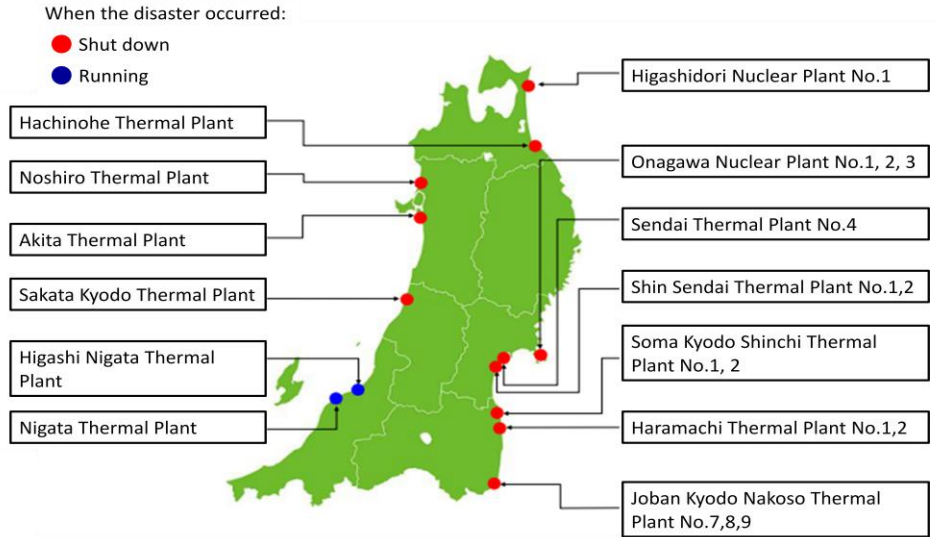 When the disaster occurred:
Shut down
Running
Hachinohe Thermal Plant
Noshiro Thermal Plant
Akita Thermal Plant
Sakata Kyodo Thermal Plant
Higashi Nigata Thermal
Plant
Nigata Thermal Plant
Higashidori Nuclear Plant No.1
Onagawa Nuclear Plant No.1, 2, 3
Sendai Thermal Plant No.4
Shin Sendai Thermal Plant No.1,2
Soma Kyodo Shinchi Thermal
Plant No.1, 2
Haramachi Thermal Plant No.1,2
Joban Kyodo Nakoso Thermal
Plant No.7,8,9